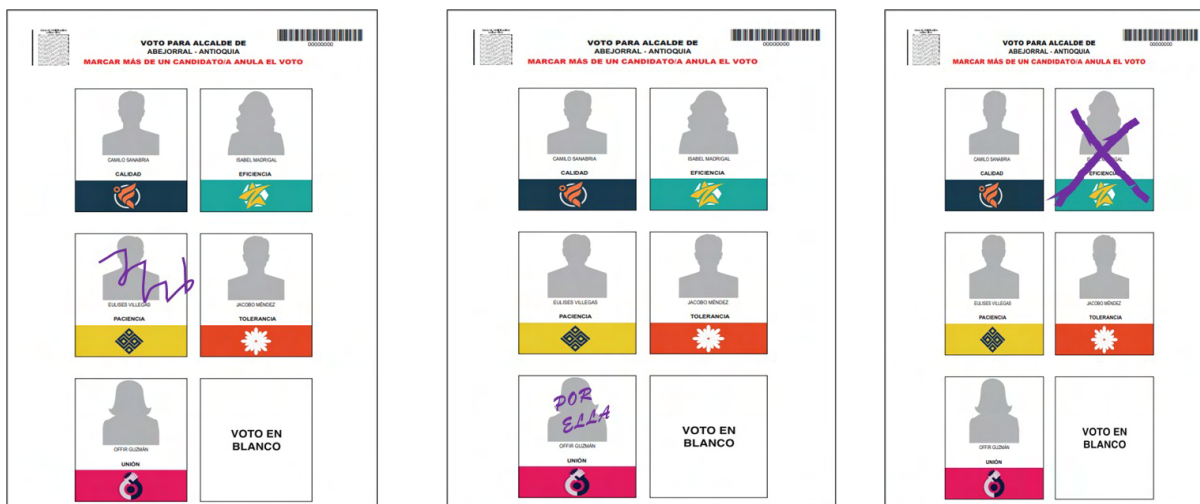 VOTO PARA ALCALDE DE
ABEJORRAL - ANTIOQUIA
00000000
MARCAR MÁS DE UN CANDIDATO/A ANULA EL VOTO
CAMILO SANABRIA
ISABEL MADRIGAL
CALIDAD
EFICIENCIA
EULISES VILLEGAS
JACOBO MÉNDEZ
PACIENCIA
TOLERANCIA
OFFIR GUZMÁN
VOTO EN
BLANCO
UNIÓN
VOTO PARA ALCALDE DE
ABEJORRAL - ANTIOQUIA
00000000
MARCAR MÁS DE UN CANDIDATO/A ANULA EL VOTO
CAMILO SANABRIA
ISABEL MADRIGAL
CALIDAD
EFICIENCIA
EULISES VILLEGAS
JACOBO MÉNDEZ
PACIENCIA
TOLERANCIA
POR
ELLA
OFFIR GUZMÁN
VOTO EN
BLANCO
UNIÓN
VOTO PARA ALCALDE DE
ABEJORRAL - ANTIOQUIA
00000000
MARCAR MÁS DE UN CANDIDATO/A ANULA EL VOTO
CAMILO SANABRIA
CALIDAD
EFICIENCIA
EULISES VILLEGAS
JACOBO MÉNDEZ
PACIENCIA
TOLERANCIA
OFFIR GUZMÁN
VOTO EN
BLANCO
UNIÓN